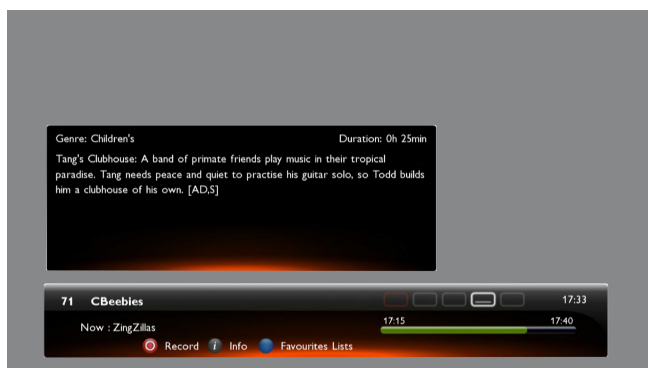 Genre: Children's Duration: 0h 25min
Tang's Clubhouse: A band of primate friends play music in their tropical
paradise. Tang needs peace and quiet to practise his guitar solo, so Todd builds
him a clubhouse of his own. [AD,S]
71 CBeebies 17:33
17:15 17:40
Now : ZingZillas
Record i Info Favourites Lists